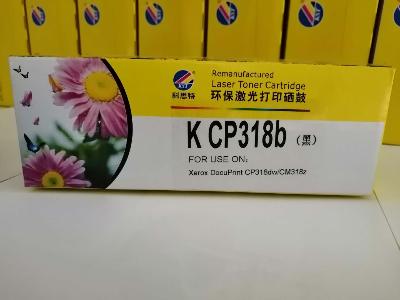 Remanufactured
Laser Toner Cartridge
科思特
环保激光打印硒鼓
K CP318b（黑）
FOR USE ON:
Xerox DocuPrint CP318dw/CM318z